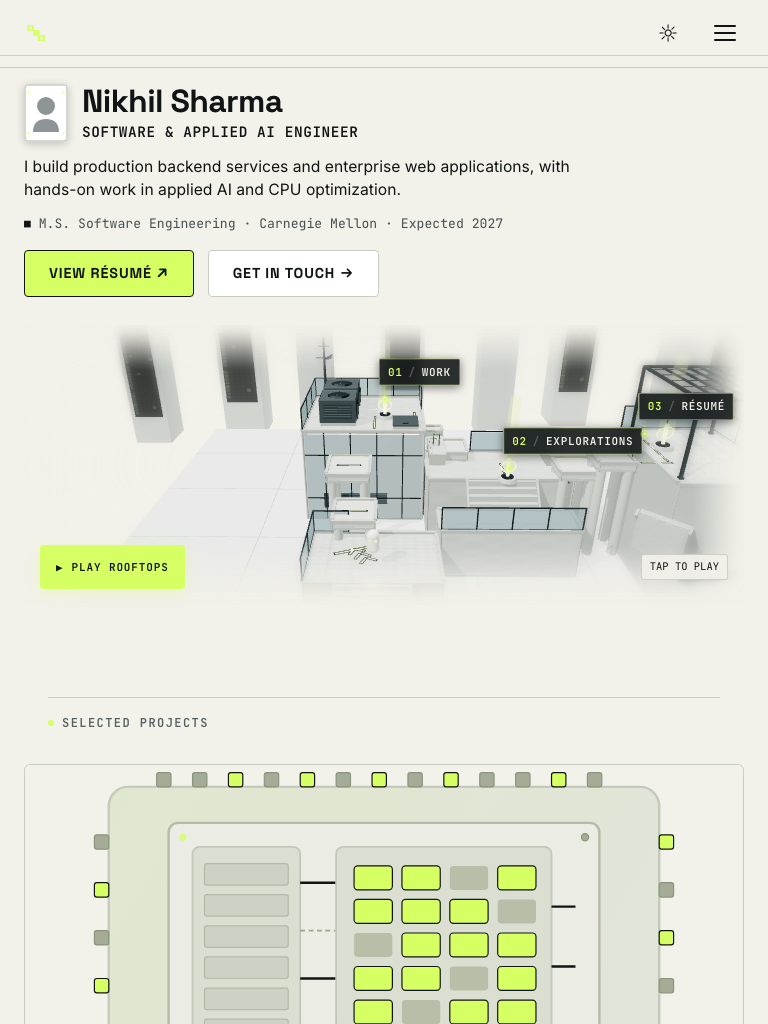 Nikhil Sharma
SOFTWARE & APPLIED AI ENGINEER
I build production backend services and enterprise web applications, with
hands-on work in applied AI and CPU optimization.
M.S. Software Engineering · Carnegie Mellon · Expected 2027
VIEW RÉSUMÉ ↗
GET IN TOUCH →
01 / WORK
03 / RÉSUMÉ
02 / EXPLORATIONS
▶ PLAY ROOFTOPS
TAP TO PLAY
SELECTED PROJECTS